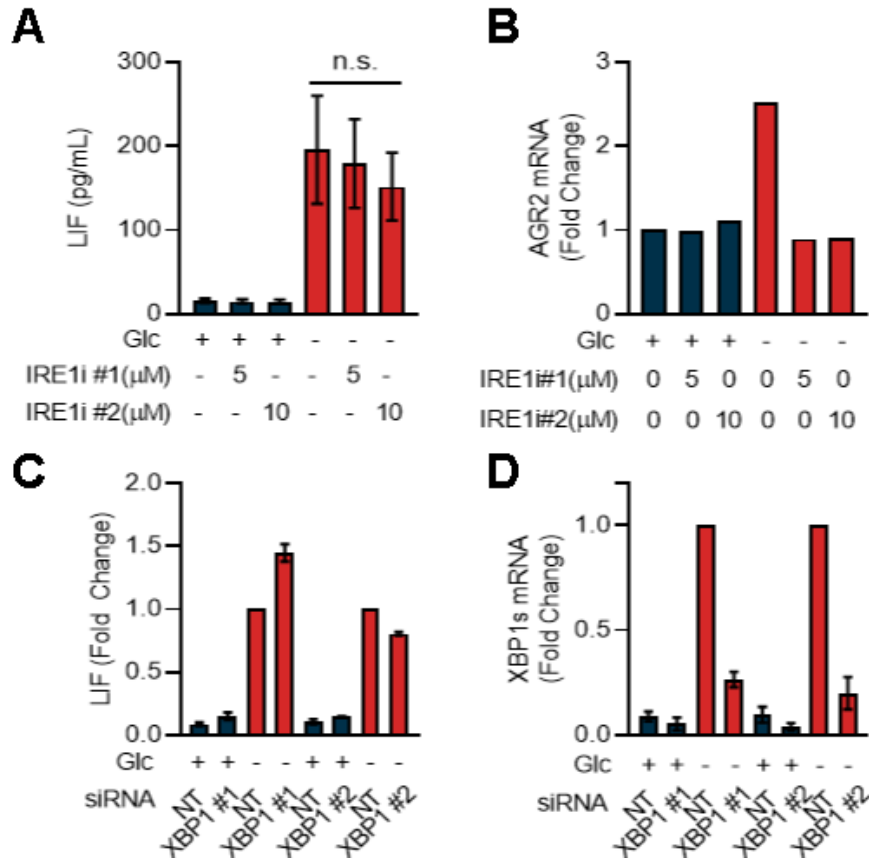 A
300
200
100
0
LIF (pg/mL)
n.s.
Glc + + + - - -
IRE1i #1(μM) - 5 - - 5 -
IRE1i #2(μM) - - 10 - - 10
B
3
2
1
0
AGR2 mRNA
(Fold Change)
Glc + + + - - -
IRE1i#1(μM) 0 5 0 0 5 0
IRE1i#2(μM) 0 0 10 0 0 10
C
2.0
1.5
1.0
0.5
0.0
LIF (Fold Change)
Glc + + - - + + - -
siRNA NT XBP1 #1 NT XBP1 #1 NT XBP1 #2 NT XBP1 #2
D
1.0
0.5
0.0
XBP1s mRNA
(Fold Change)
Glc + + - - + + - -
siRNA NT XBP1 #1 NT XBP1 #1 NT XBP1 #2 NT XBP1 #2